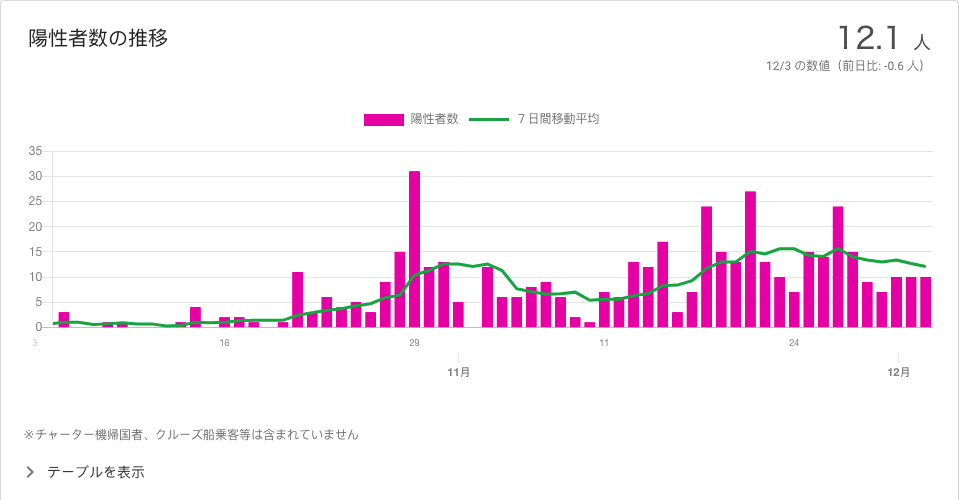 陽性者数の推移
12.1 人
12/3 の数値（前日比: -0.6 人）
陽性者数 7 日間移動平均
35
30
25
20
15
10
5
0
3 16 29 11 24
11月 12月
※チャーター機帰国者、クルーズ船乗客等は含まれていません
テーブルを表示